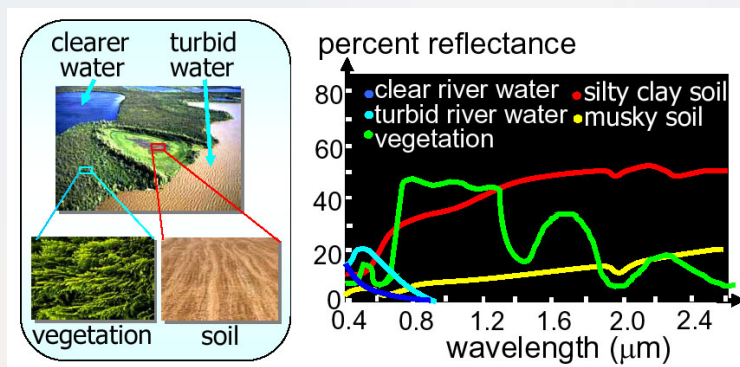 clearer
water
turbid
water
vegetation
soil
percent reflectance
80
60
50
40
20
0
clear river water
turbid river water
vegetation
silty clay soil
musky soil
0.4
0.8
1.2
1.6
2.0
2.4
wavelength (μm)